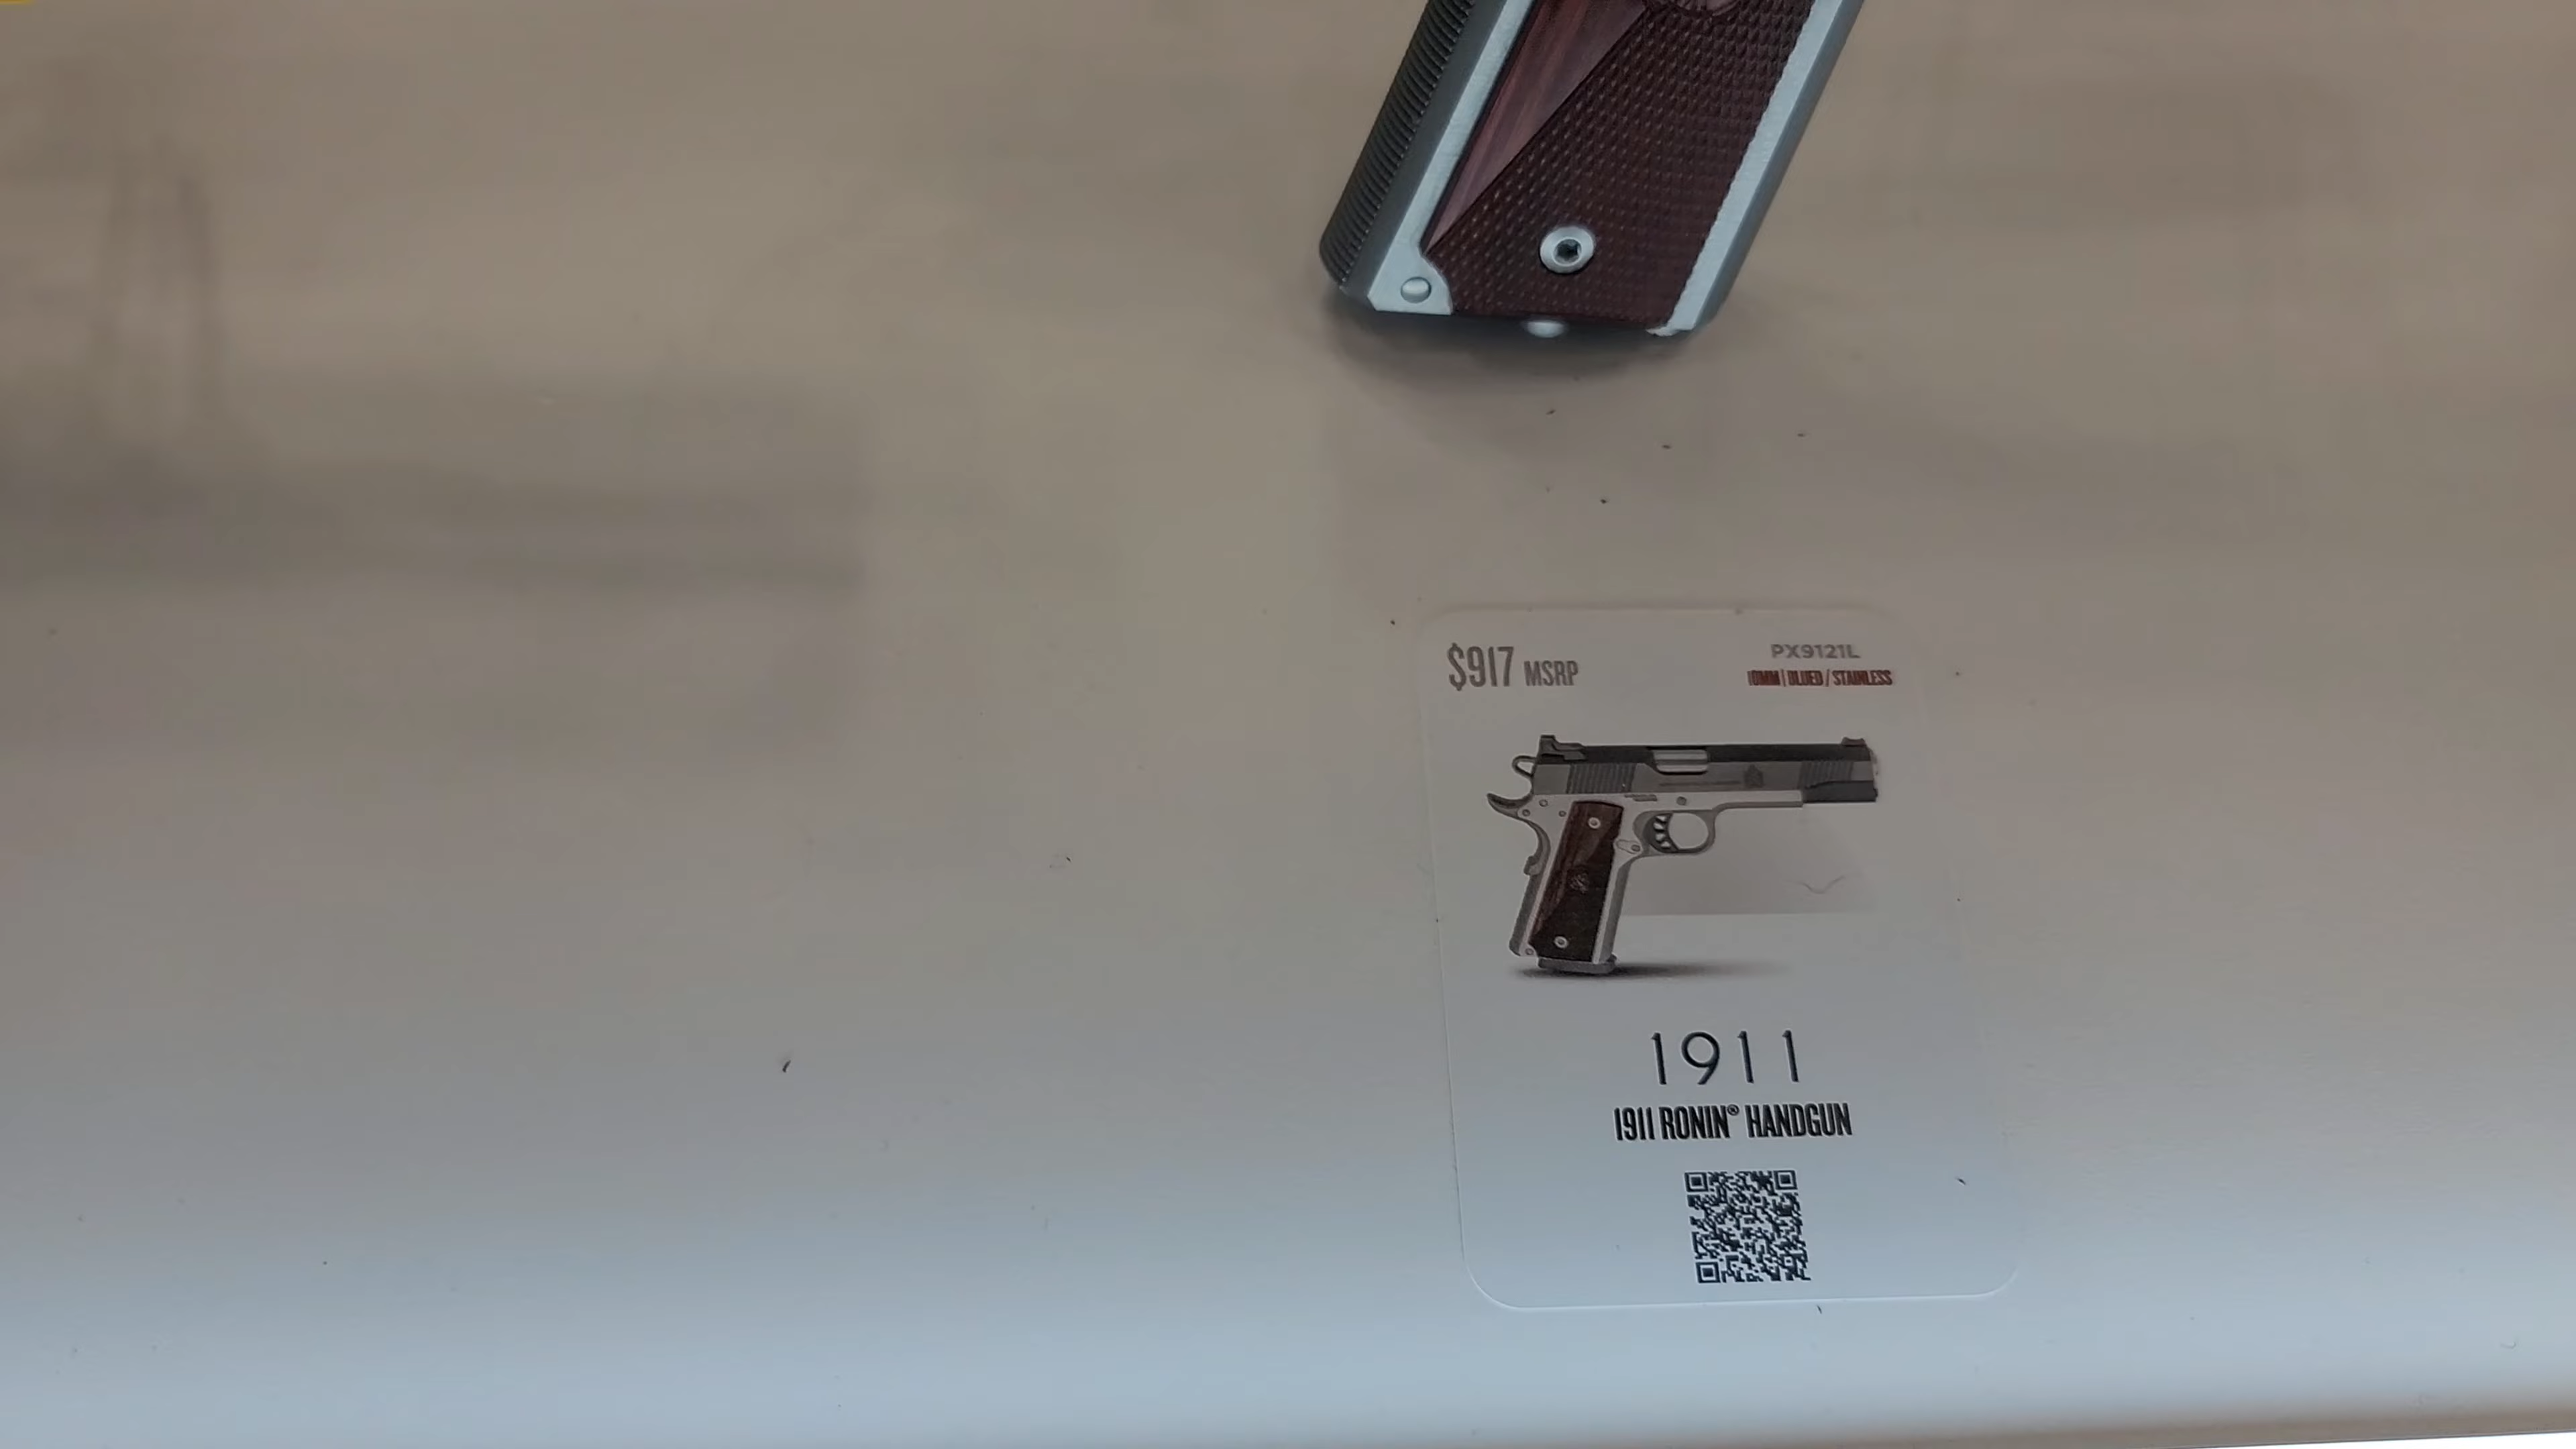 $917 MSRP
PX9121L
10MM | BLUED / STAINLESS
1911
1911 RONIN® HANDGUN